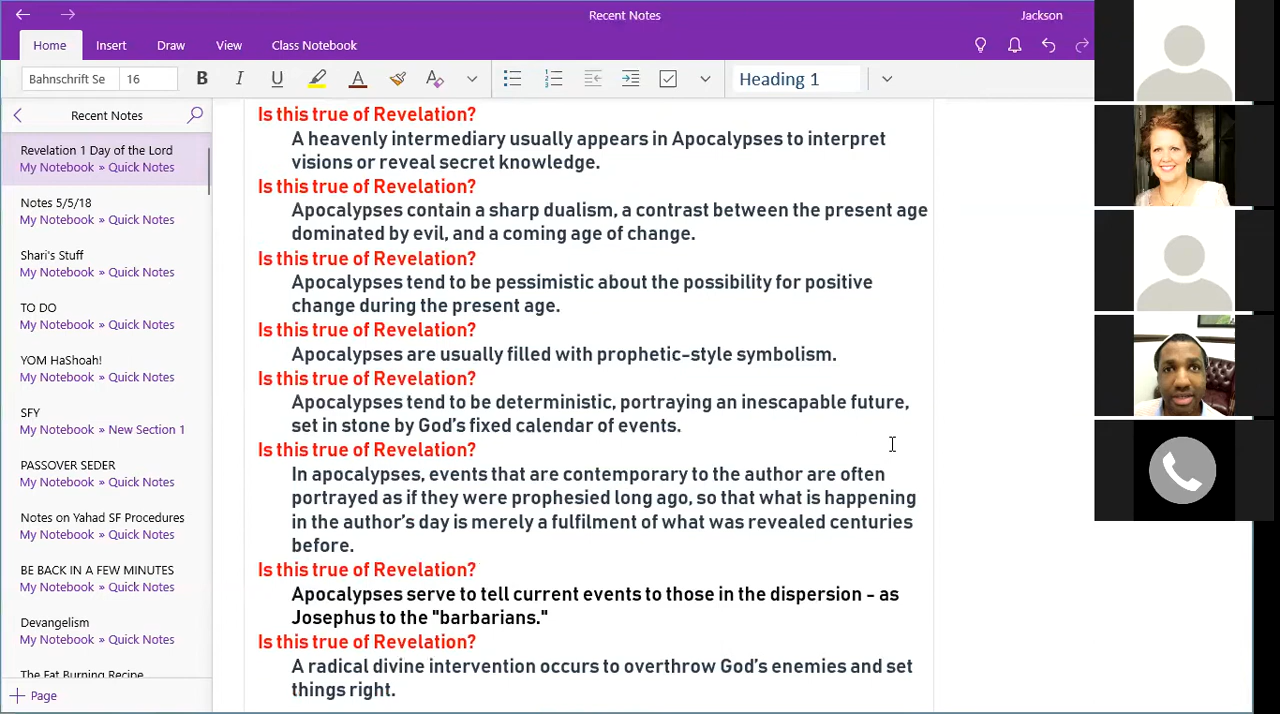 Recent Notes
Jackson
Home Insert Draw View Class Notebook
Bahnschrift Se 16 B I U A A Heading 1
Recent Notes
Revelation 1 Day of the Lord
My Notebook » Quick Notes
Notes 5/5/18
My Notebook » Quick Notes
Shari's Stuff
My Notebook » Quick Notes
TO DO
My Notebook » Quick Notes
YOM HaShoah!
My Notebook » Quick Notes
SFY
My Notebook » New Section 1
PASSOVER SEDER
My Notebook » Quick Notes
Notes on Yahad SF Procedures
My Notebook » Quick Notes
BE BACK IN A FEW MINUTES
My Notebook » Quick Notes
Devangelism
My Notebook » Quick Notes
The Fat Burning Recipe
Page
Is this true of Revelation?
A heavenly intermediary usually appears in Apocalypses to interpret
visions or reveal secret knowledge.
Is this true of Revelation?
Apocalypses contain a sharp dualism, a contrast between the present age
dominated by evil, and a coming age of change.
Is this true of Revelation?
Apocalypses tend to be pessimistic about the possibility for positive
change during the present age.
Is this true of Revelation?
Apocalypses are usually filled with prophetic-style symbolism.
Is this true of Revelation?
Apocalypses tend to be deterministic, portraying an inescapable future,
set in stone by God’s fixed calendar of events.
Is this true of Revelation?
In apocalypses, events that are contemporary to the author are often
portrayed as if they were prophesied long ago, so that what is happening
in the author’s day is merely a fulfilment of what was revealed centuries
before.
Is this true of Revelation?
Apocalypses serve to tell current events to those in the dispersion - as
Josephus to the "barbarians."
Is this true of Revelation?
A radical divine intervention occurs to overthrow God’s enemies and set
things right.